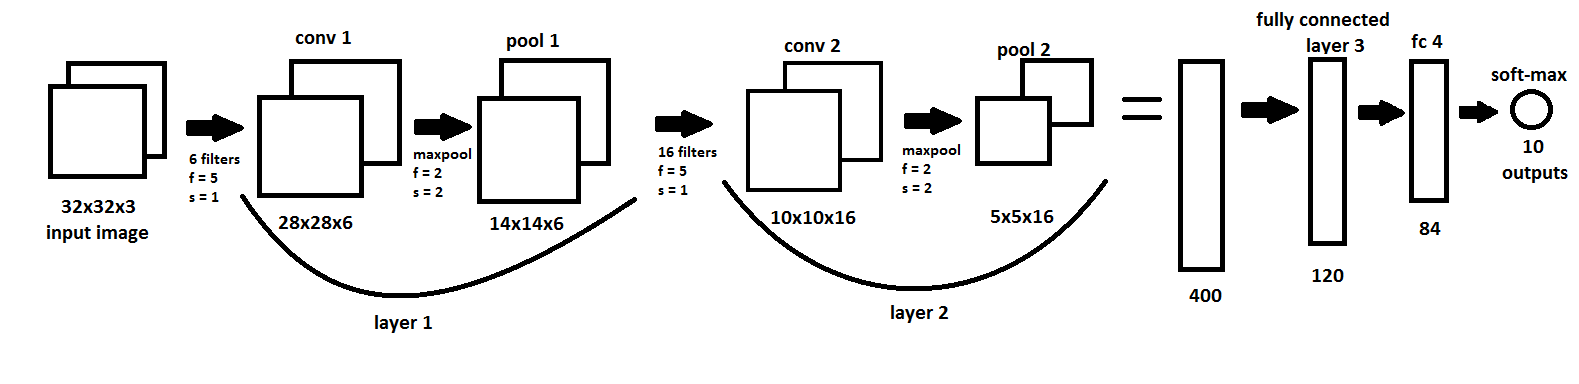 32x32x3
input image
6 filters
f = 5
s = 1
conv 1
28x28x6
maxpool
f = 2
s = 2
pool 1
14x14x6
layer 1
16 filters
f = 5
s = 1
conv 2
10x10x16
maxpool
f = 2
s = 2
pool 2
5x5x16
layer 2
400
fully connected
layer 3
120
fc 4
84
soft-max
10
outputs